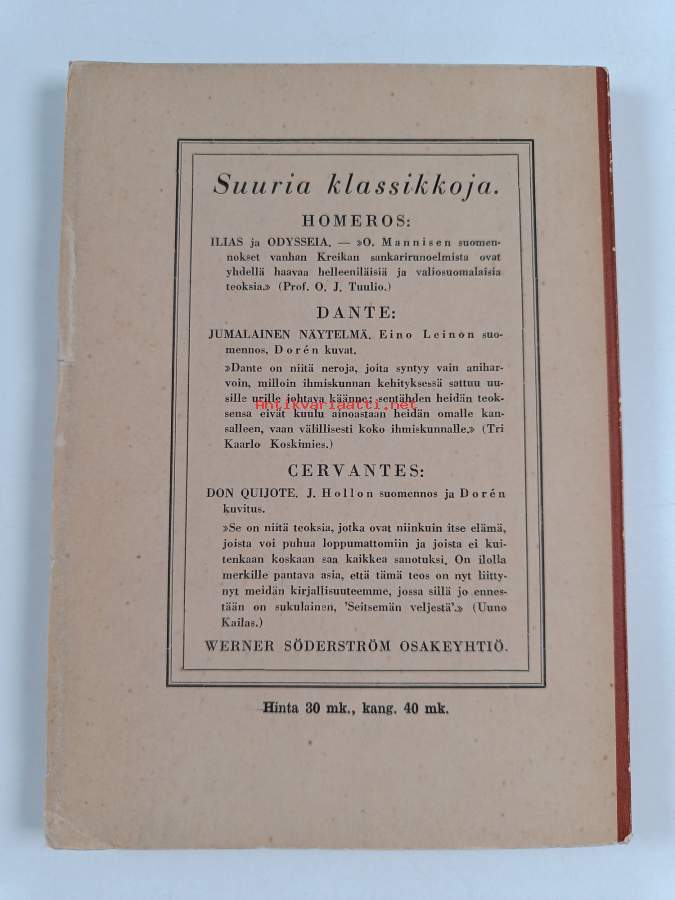 Suuria klassikkoja.
HOMEROS:
ILIAS ja ODYSSEIA. — »O. Mannisen suomen-
nokset vanhan Kreikan sankarirunoelmista ovat
yhdellä haavaa helleeniläisiä ja valiosuomalaisia
teoksia.» (Prof. O. J. Tuulio.)
DANTE:
JUMALAINEN NÄYTELMÄ. Eino Leinon suo-
mennos, Dorén kuvat.
»Dante on niitä neroja, joita syntyy vain anihar-
voin, milloin ihmiskunnan kehityksessä sattuu uu-
sille urille johtava käänne; sentähden heidän teok-
Antikvariaatti.net
sensa eivät kuulu ainoastaan heidän omalle kan-
salleen, vaan välillisesti koko ihmiskunnalle.» (Tri
Kaarlo Koskimies.)
CERVANTES:
DON QUIJOTE. J. Hollon suomennos ja Dorén
kuvitus.
»Se on niitä teoksia, jotka ovat niinkuin itse elämä,
joista voi puhua loppumattomiin ja joista ei kui-
tenkaan koskaan saa kaikkea sanotuksi. On ilolla
merkille pantava asia, että tämä teos on nyt liitty-
nyt meidän kirjallisuuteemme, jossa sillä jo ennes-
tään on sukulainen, 'Seitsemän veljestä'.» (Uuno
Kailas.)
WERNER SÖDERSTRÖM OSAKEYHTIÖ.
Hinta 30 mk., kang. 40 mk.